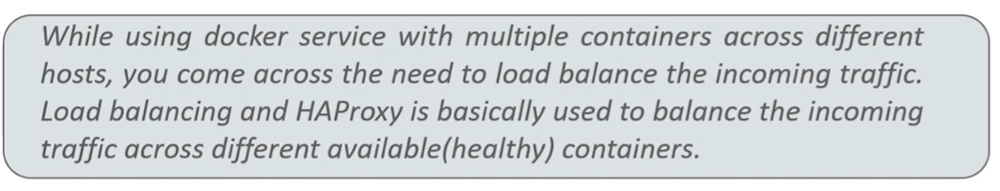 While using docker service with multiple containers across different
hosts, you come across the need to load balance the incoming traffic.
Load balancing and HAProxy is basically used to balance the incoming
traffic across different available(healthy) containers.